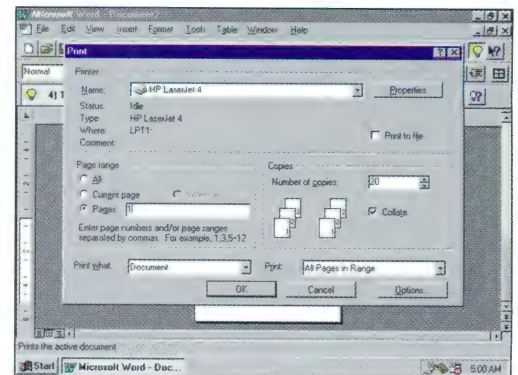 Microsoft Word - Document2
File Edit View Insert Format Tools Table Window Help
Print
Normal
Printer
Name: HP LaserJet 4
Properties
Status: Idle
Type: HP LaserJet 4
Where: LPT1:
Comment:
Print to file
Page range
All
Current page
Pages: 1
Enter page numbers and/or page ranges
separated by commas. For example, 1,3,5-12
Copies
Number of copies: 20
Collate
Print what: Document
Print: All Pages in Range
OK Cancel Options...
Prints the active document
Start Microsoft Word - Doc... 5:00 AM